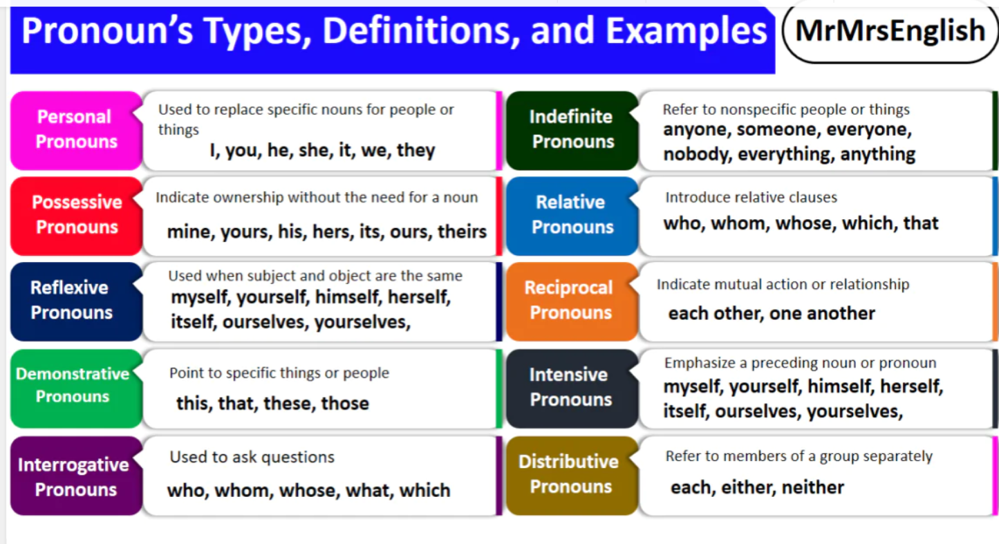 Pronoun’s Types, Definitions, and Examples
MrMrsEnglish
Personal
Pronouns
Used to replace specific nouns for people or
things
I, you, he, she, it, we, they
Possessive
Pronouns
Indicate ownership without the need for a noun
mine, yours, his, hers, its, ours, theirs
Reflexive
Pronouns
Used when subject and object are the same
myself, yourself, himself, herself,
itself, ourselves, yourselves,
Demonstrative
Pronouns
Point to specific things or people
this, that, these, those
Interrogative
Pronouns
Used to ask questions
who, whom, whose, what, which
Indefinite
Pronouns
Refer to nonspecific people or things
anyone, someone, everyone,
nobody, everything, anything
Relative
Pronouns
Introduce relative clauses
who, whom, whose, which, that
Reciprocal
Pronouns
Indicate mutual action or relationship
each other, one another
Intensive
Pronouns
Emphasize a preceding noun or pronoun
myself, yourself, himself, herself,
itself, ourselves, yourselves,
Distributive
Pronouns
Refer to members of a group separately
each, either, neither